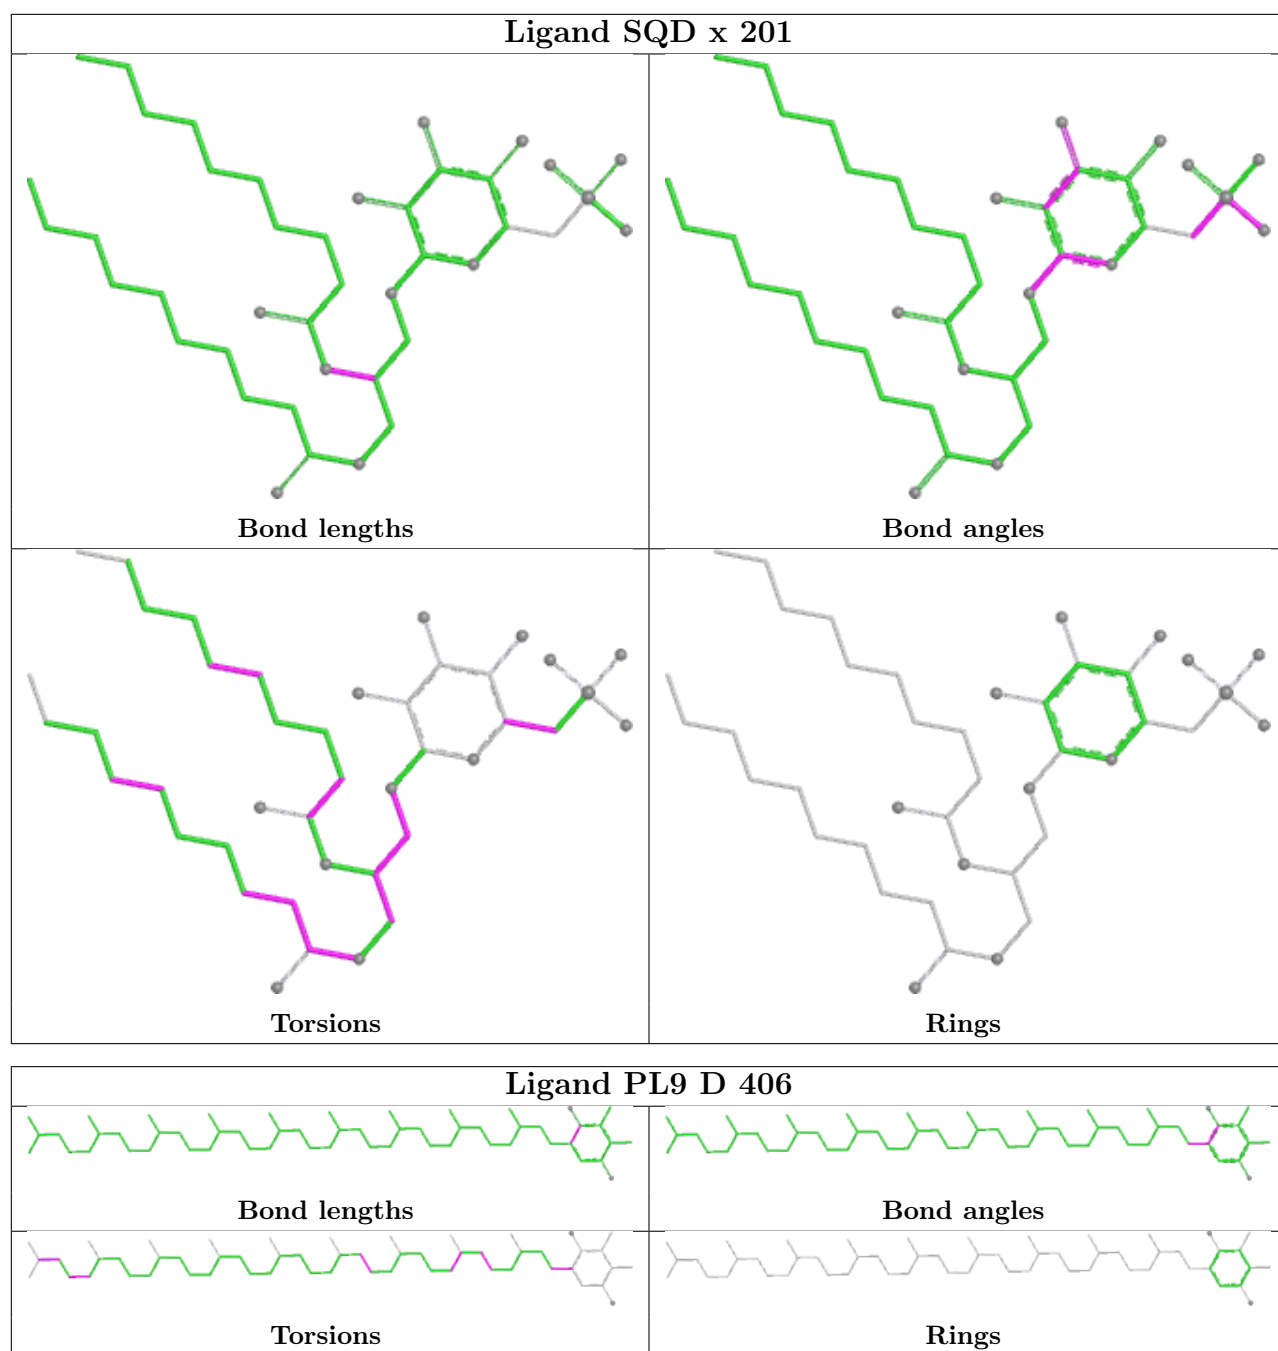 Ligand SQD x 201
Bond lengths
Bond angles
Torsions
Rings
Ligand PL9 D 406
Bond lengths
Bond angles
Torsions
Rings